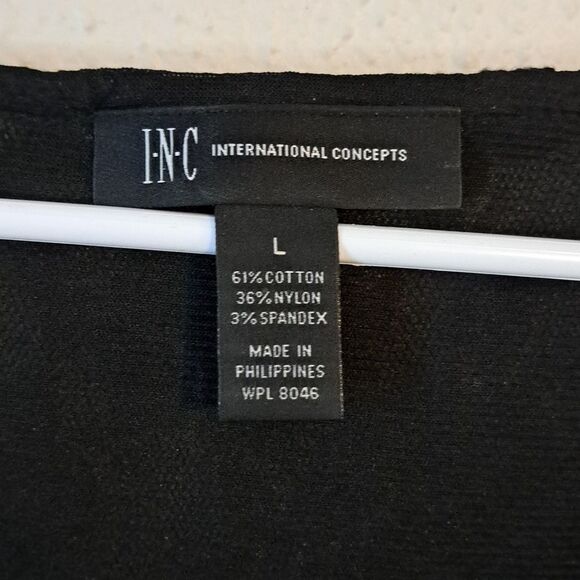 I·N·C INTERNATIONAL CONCEPTS
L
61% COTTON
36% NYLON
3% SPANDEX
MADE IN
PHILIPPINES
WPL 8046